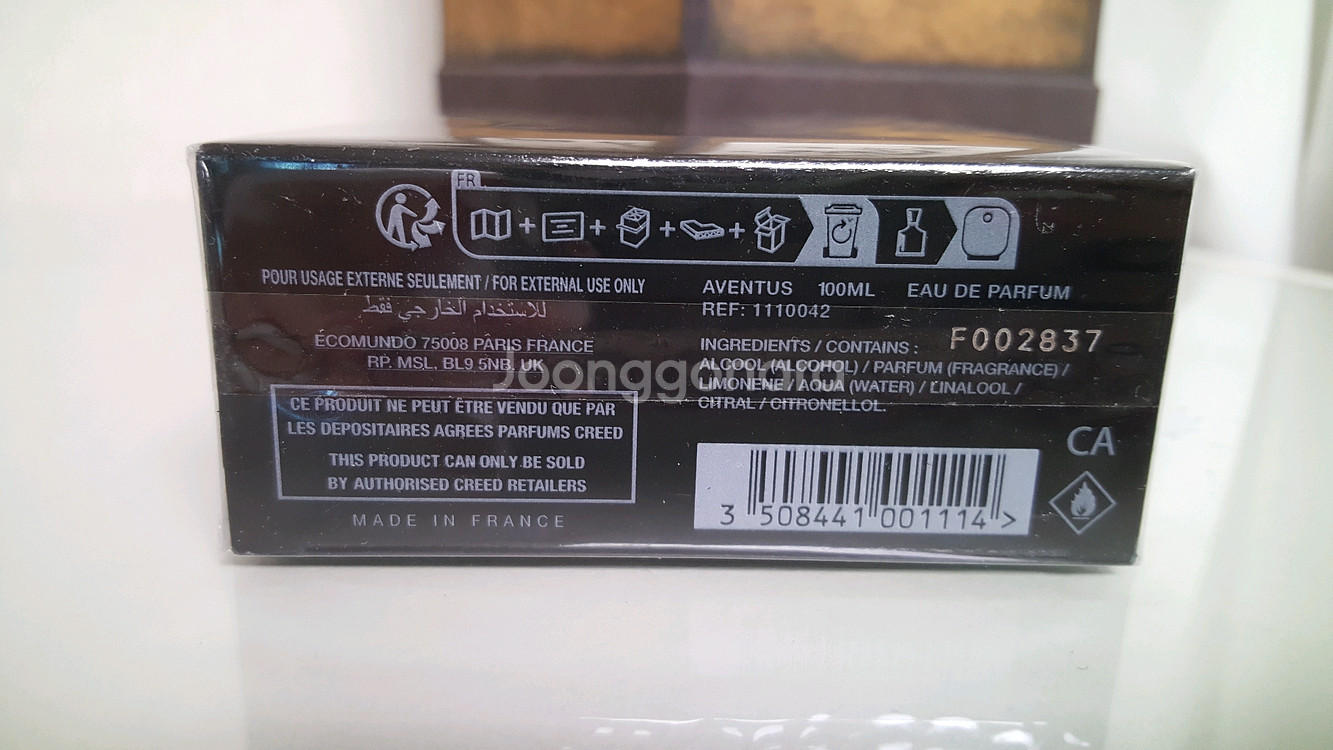 FR
POUR USAGE EXTERNE SEULEMENT / FOR EXTERNAL USE ONLY
للاستخدام الخارجي فقط
ÉCOMUNDO 75008 PARIS FRANCE
RP. MSL, BL9 5NB. UK
CE PRODUIT NE PEUT ÊTRE VENDU QUE PAR
LES DEPOSITAIRES AGREES PARFUMS CREED
THIS PRODUCT CAN ONLY BE SOLD
BY AUTHORISED CREED RETAILERS
MADE IN FRANCE
AVENTUS 100ML EAU DE PARFUM
REF: 1110042
F002837
INGREDIENTS / CONTAINS :
ALCOOL (ALCOHOL) / PARFUM (FRAGRANCE) /
LIMONENE / AQUA (WATER) / LINALOOL /
CITRAL / CITRONELLOL.
CA
3 508441 001114 >
Joonggonara